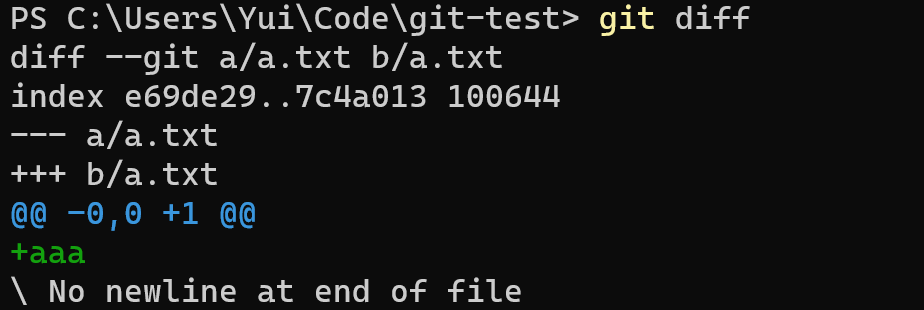 PS C:\Users\Yui\Code\git-test> git diff
diff --git a/a.txt b/a.txt
index e69de29..7c4a013 100644
--- a/a.txt
+++ b/a.txt
@@ -0,0 +1 @@
+aaa
\ No newline at end of file